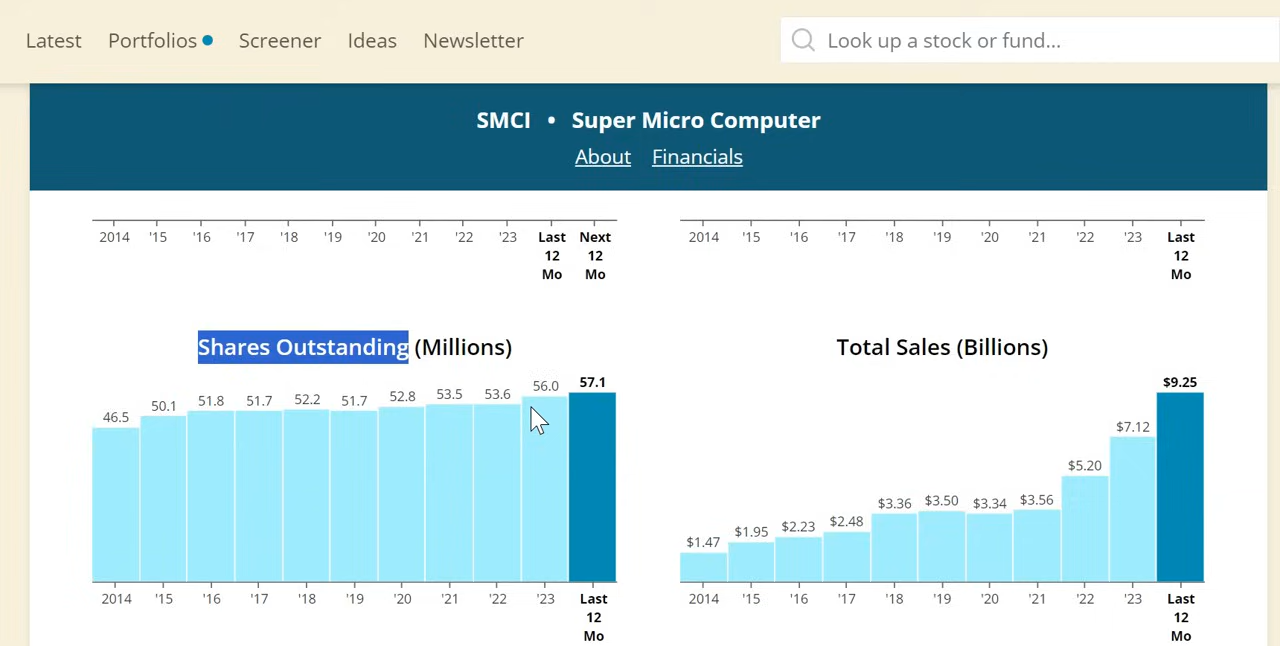 Latest Portfolios Screener Ideas Newsletter Look up a stock or fund...
SMCI • Super Micro Computer
About Financials
2014 '15 '16 '17 '18 '19 '20 '21 '22 '23 Last 12 Mo Next 12 Mo
2014 '15 '16 '17 '18 '19 '20 '21 '22 '23 Last 12 Mo
Shares Outstanding (Millions)
46.5 50.1 51.8 51.7 52.2 51.7 52.8 53.5 53.6 56.0 57.1
2014 '15 '16 '17 '18 '19 '20 '21 '22 '23 Last 12 Mo
Total Sales (Billions)
$1.47 $1.95 $2.23 $2.48 $3.36 $3.50 $3.34 $3.56 $5.20 $7.12 $9.25
2014 '15 '16 '17 '18 '19 '20 '21 '22 '23 Last 12 Mo